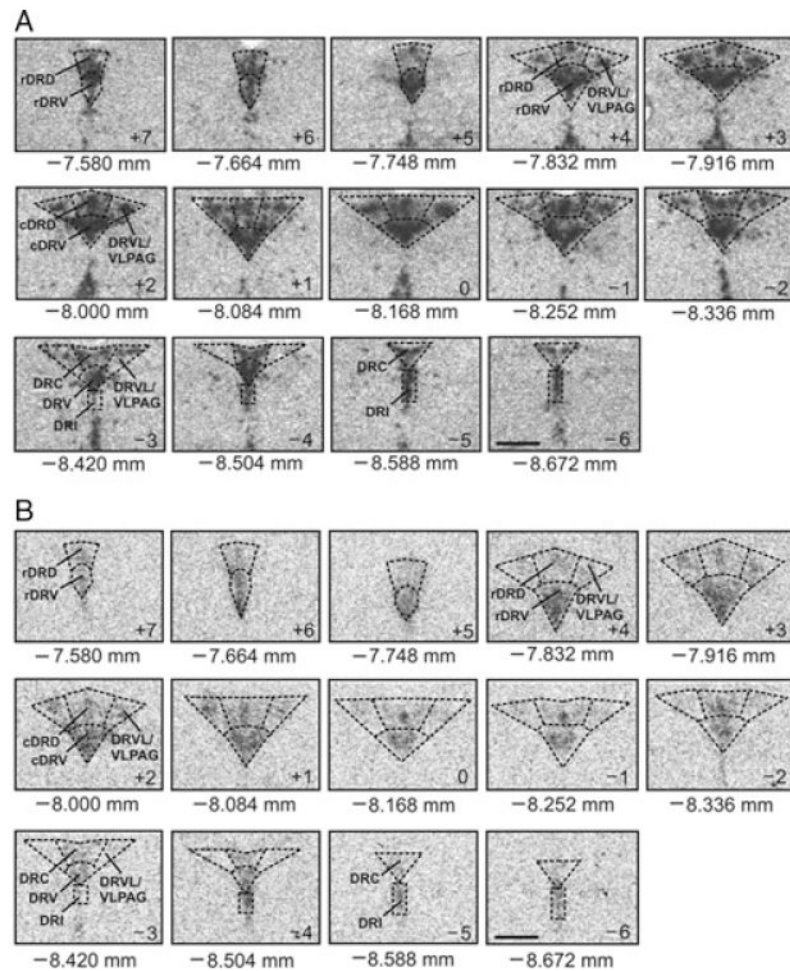 A
rDRD
rDRV
+7
+6
+5
rDRD
rDRV
DRVL/
VLPAG
+4
+3
−7.580 mm
−7.664 mm
−7.748 mm
−7.832 mm
−7.916 mm
cDRD
cDRV
DRVL/
VLPAG
+2
+1
0
−1
−2
−8.000 mm
−8.084 mm
−8.168 mm
−8.252 mm
−8.336 mm
DRC
DRV
DRI
DRVL/
VLPAG
−3
−4
DRC
DRI
−5
−6
−8.420 mm
−8.504 mm
−8.588 mm
−8.672 mm
B
rDRD
rDRV
+7
+6
+5
rDRD
rDRV
DRVL/
VLPAG
+4
+3
−7.580 mm
−7.664 mm
−7.748 mm
−7.832 mm
−7.916 mm
cDRD
cDRV
DRVL/
VLPAG
+2
+1
0
−1
−2
−8.000 mm
−8.084 mm
−8.168 mm
−8.252 mm
−8.336 mm
DRC
DRV
DRI
DRVL/
VLPAG
−3
−4
DRC
DRI
−5
−6
−8.420 mm
−8.504 mm
−8.588 mm
−8.672 mm